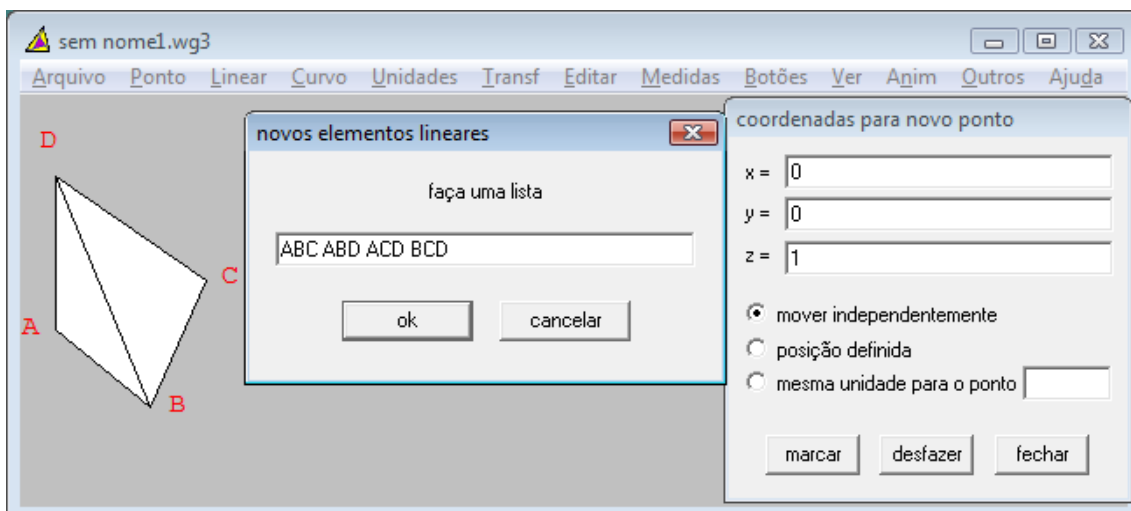 sem nome1.wg3
Arquivo Ponto Linear Curvo Unidades Transf Editar Medidas Botões Ver Anim Outros Ajuda
D
A
B
C
novos elementos lineares
faça uma lista
ABC ABD ACD BCD
ok cancelar
coordenadas para novo ponto
x = 0
y = 0
z = 1
mover independentemente
posição definida
mesma unidade para o ponto
marcar desfazer fechar